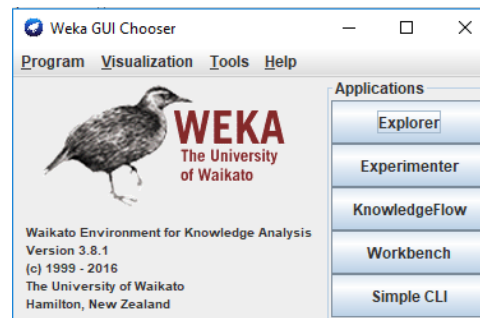 Weka GUI Chooser
Program Visualization Tools Help
Applications
WEKA
The University
of Waikato
Explorer
Experimenter
KnowledgeFlow
Workbench
Simple CLI
Waikato Environment for Knowledge Analysis
Version 3.8.1
(c) 1999 - 2016
The University of Waikato
Hamilton, New Zealand